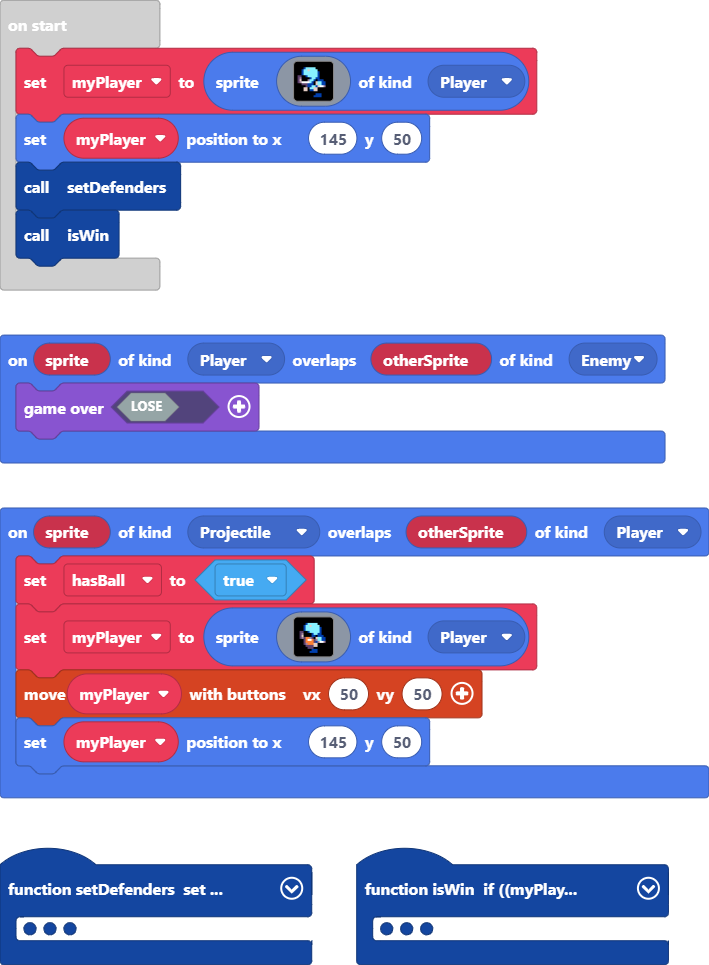 on start
set myPlayer to sprite of kind Player
set myPlayer position to x 145 y 50
call setDefenders
call isWin
on sprite of kind Player overlaps otherSprite of kind Enemy
game over LOSE
on sprite of kind Projectile overlaps otherSprite of kind Player
set hasBall to true
set myPlayer to sprite of kind Player
move myPlayer with buttons vx 50 vy 50
set myPlayer position to x 145 y 50
function setDefenders set ...
function isWin if ((myPlay...